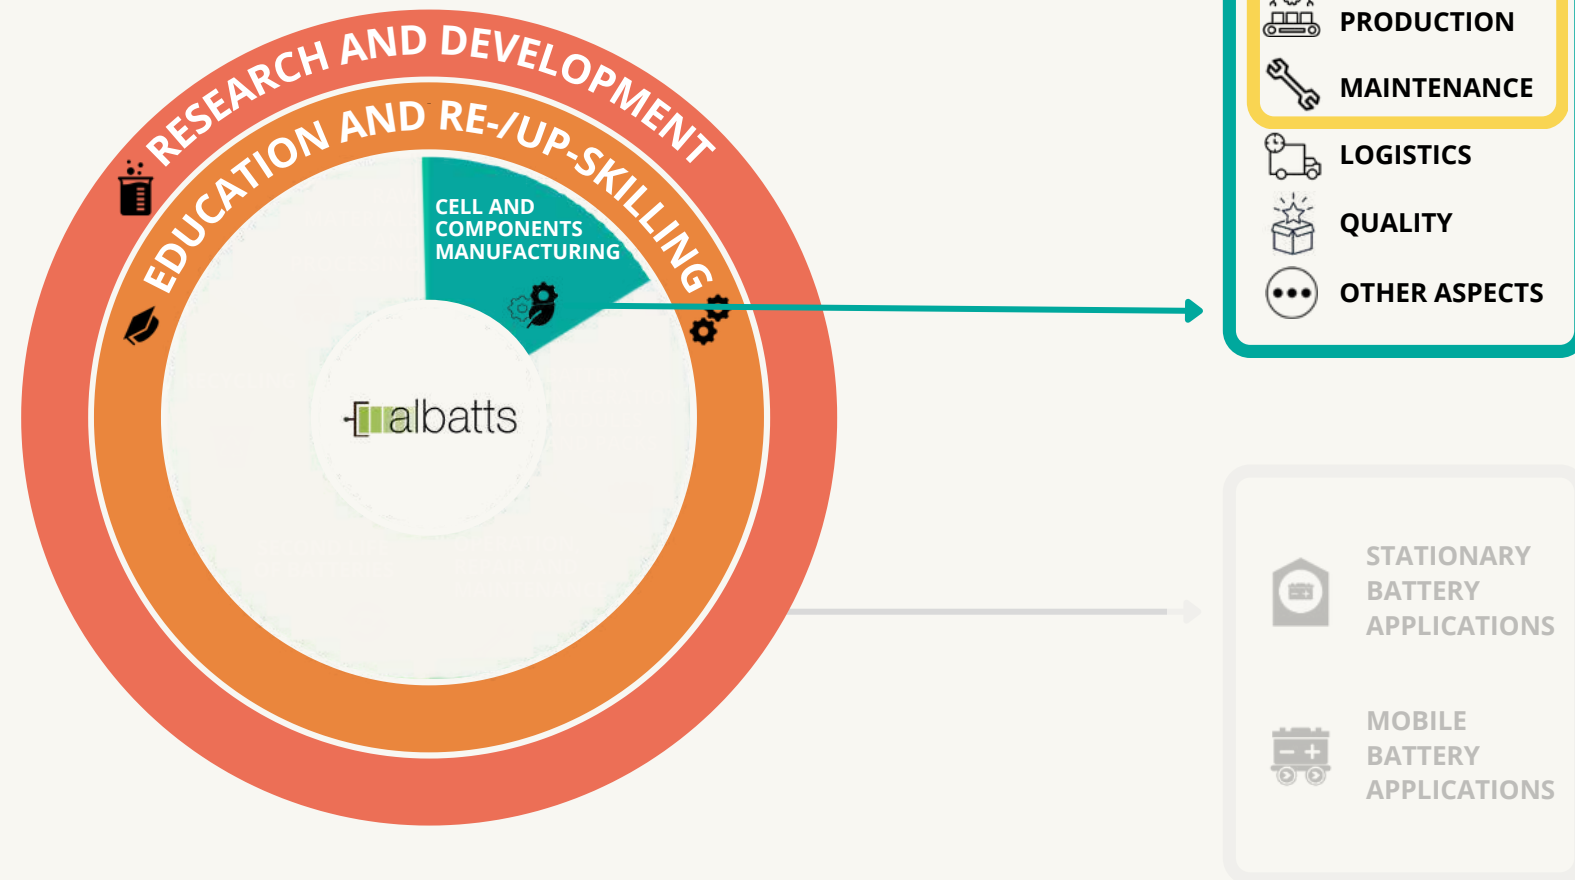 RESEARCH AND DEVELOPMENT
EDUCATION AND RE-/UP-SKILLING
CELL AND
COMPONENTS
MANUFACTURING
albatts
PRODUCTION
MAINTENANCE
LOGISTICS
QUALITY
OTHER ASPECTS
STATIONARY
BATTERY
APPLICATIONS
MOBILE
BATTERY
APPLICATIONS